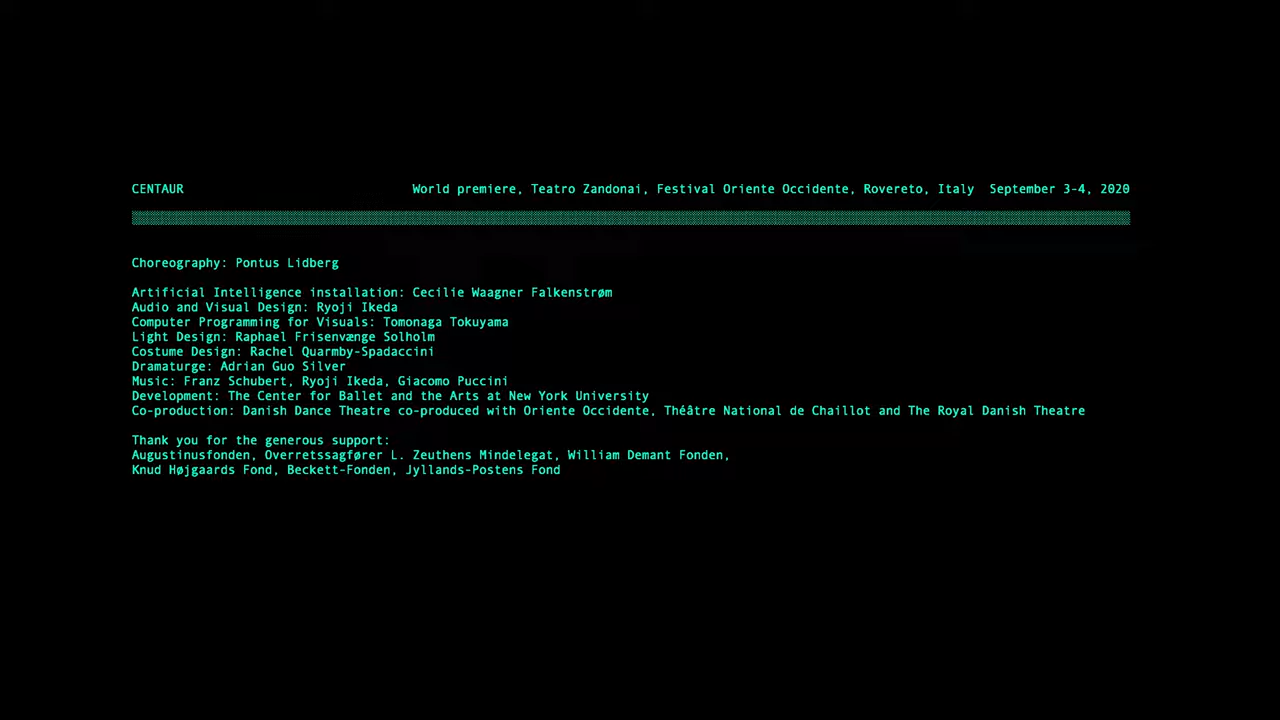 CENTAUR World premiere, Teatro Zandonai, Festival Oriente Occidente, Rovereto, Italy September 3-4, 2020
Choreography: Pontus Lidberg
Artificial Intelligence installation: Cecilie Waagner Falkenstrøm
Audio and Visual Design: Ryoji Ikeda
Computer Programming for Visuals: Tomonaga Tokuyama
Light Design: Raphael Frisenvænge Solholm
Costume Design: Rachel Quarmby-Spadaccini
Dramaturge: Adrian Guo Silver
Music: Franz Schubert, Ryoji Ikeda, Giacomo Puccini
Development: The Center for Ballet and the Arts at New York University
Co-production: Danish Dance Theatre co-produced with Oriente Occidente, Théâtre National de Chaillot and The Royal Danish Theatre
Thank you for the generous support:
Augustinusfonden, Overretssagfører L. Zeuthens Mindelegat, William Demant Fonden,
Knud Højgaards Fond, Beckett-Fonden, Jyllands-Postens Fond